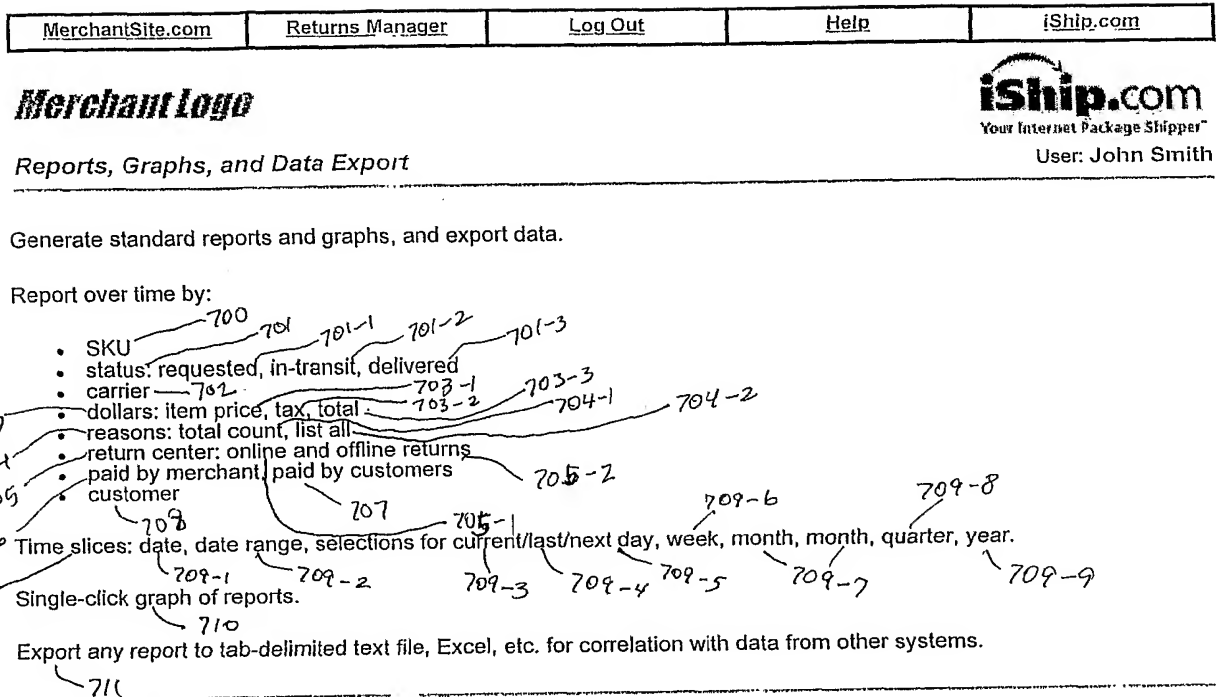 MerchantSite.com Returns Manager Log Out Help iShip.com
Merchant Logo
iShip.com
Your Internet Package Shipper℠
User: John Smith
Reports, Graphs, and Data Export
Generate standard reports and graphs, and export data.
Report over time by:
700
701 701-1 701-2 701-3
• SKU
• status: requested, in-transit, delivered
• carrier 702
703-1 703-3
• dollars: item price, tax, total 703-2 704-1 704-2
• reasons: total count, list all
• return center: online and offline returns
• paid by merchant, paid by customers 705-2
• customer
708 707 705-1 709-6 709-8
Time slices: date, date range, selections for current/last/next day, week, month, month, quarter, year.
709-1 709-2 709-3 709-4 709-5 709-7 709-9
Single-click graph of reports.
710
Export any report to tab-delimited text file, Excel, etc. for correlation with data from other systems.
711